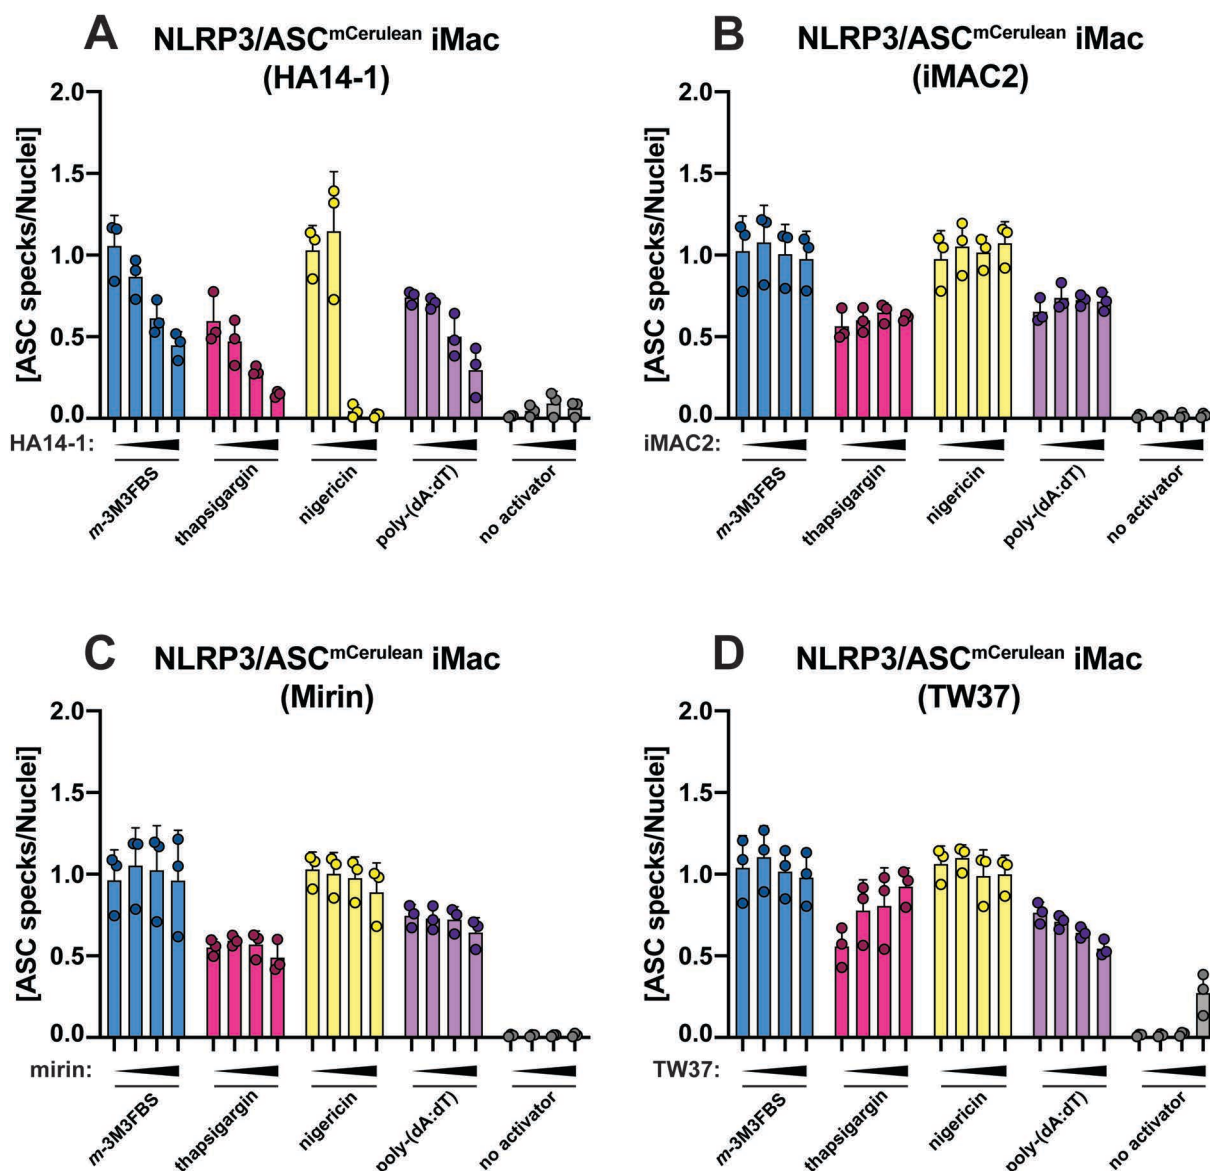 A
NLRP3/ASCmCerulean iMac
(HA14-1)
[ASC specks/Nuclei]
2.0
1.5
1.0
0.5
0.0
HA14-1:
m-3M3FBS
thapsigargin
nigericin
poly-(dA:dT)
no activator
B
NLRP3/ASCmCerulean iMac
(iMAC2)
[ASC specks/Nuclei]
2.0
1.5
1.0
0.5
0.0
iMAC2:
m-3M3FBS
thapsigargin
nigericin
poly-(dA:dT)
no activator
C
NLRP3/ASCmCerulean iMac
(Mirin)
[ASC specks/Nuclei]
2.0
1.5
1.0
0.5
0.0
mirin:
m-3M3FBS
thapsigargin
nigericin
poly-(dA:dT)
no activator
D
NLRP3/ASCmCerulean iMac
(TW37)
[ASC specks/Nuclei]
2.0
1.5
1.0
0.5
0.0
TW37:
m-3M3FBS
thapsigargin
nigericin
poly-(dA:dT)
no activator